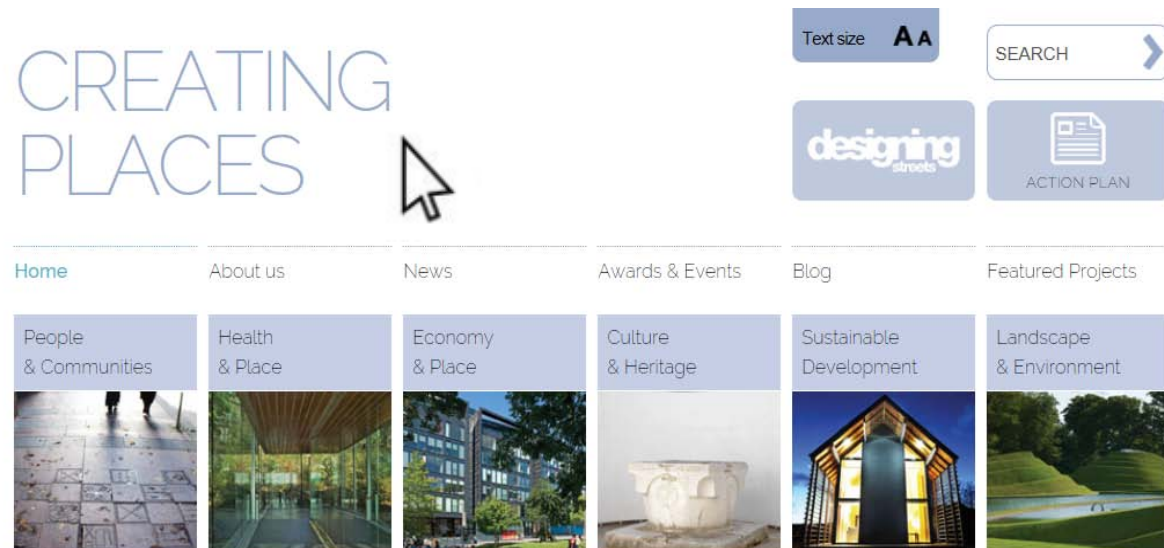 CREATING
PLACES
Text size A A
SEARCH
designing
streets
ACTION PLAN
Home
About us
News
Awards & Events
Blog
Featured Projects
People
& Communities
Health
& Place
Economy
& Place
Culture
& Heritage
Sustainable
Development
Landscape
& Environment